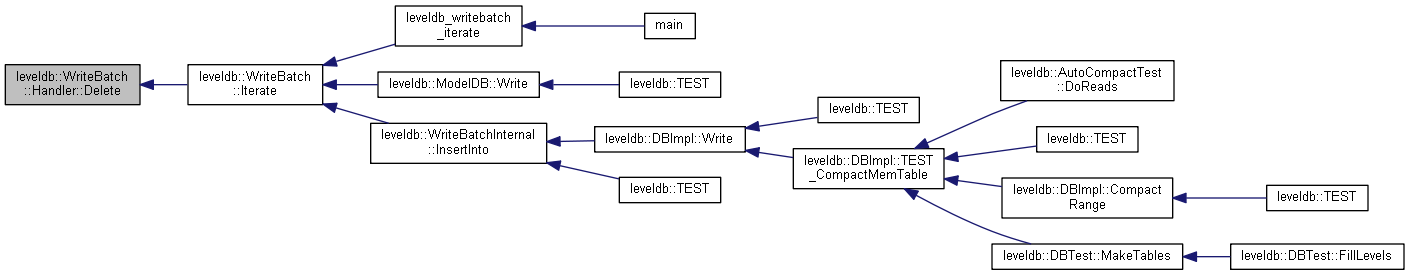 leveldb::WriteBatch
::Handler::Delete
leveldb::WriteBatch
::Iterate
leveldb_writebatch
_iterate
main
leveldb::ModelDB::Write
leveldb::TEST
leveldb::WriteBatchInternal
::InsertInto
leveldb::DBImpl::Write
leveldb::TEST
leveldb::TEST
leveldb::DBImpl::TEST
_CompactMemTable
leveldb::AutoCompactTest
::DoReads
leveldb::TEST
leveldb::DBImpl::Compact
Range
leveldb::TEST
leveldb::DBTest::MakeTables
leveldb::DBTest::FillLevels